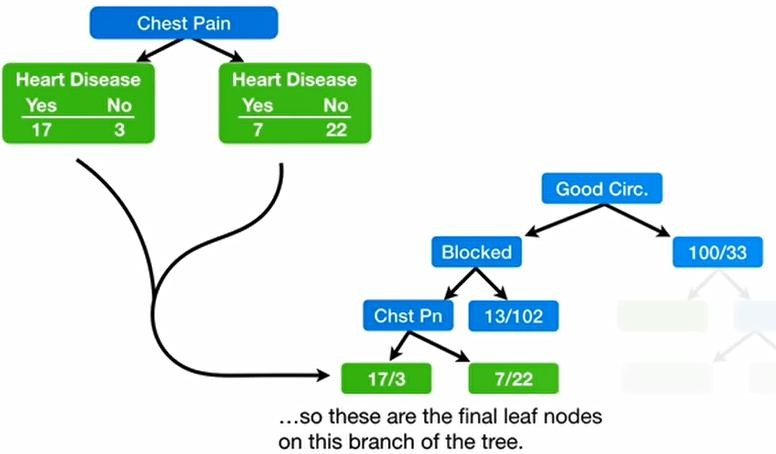 Chest Pain
Heart Disease
Yes No
17 3
Heart Disease
Yes No
7 22
Good Circ.
Blocked
100/33
Chst Pn
13/102
17/3
7/22
...so these are the final leaf nodes
on this branch of the tree.